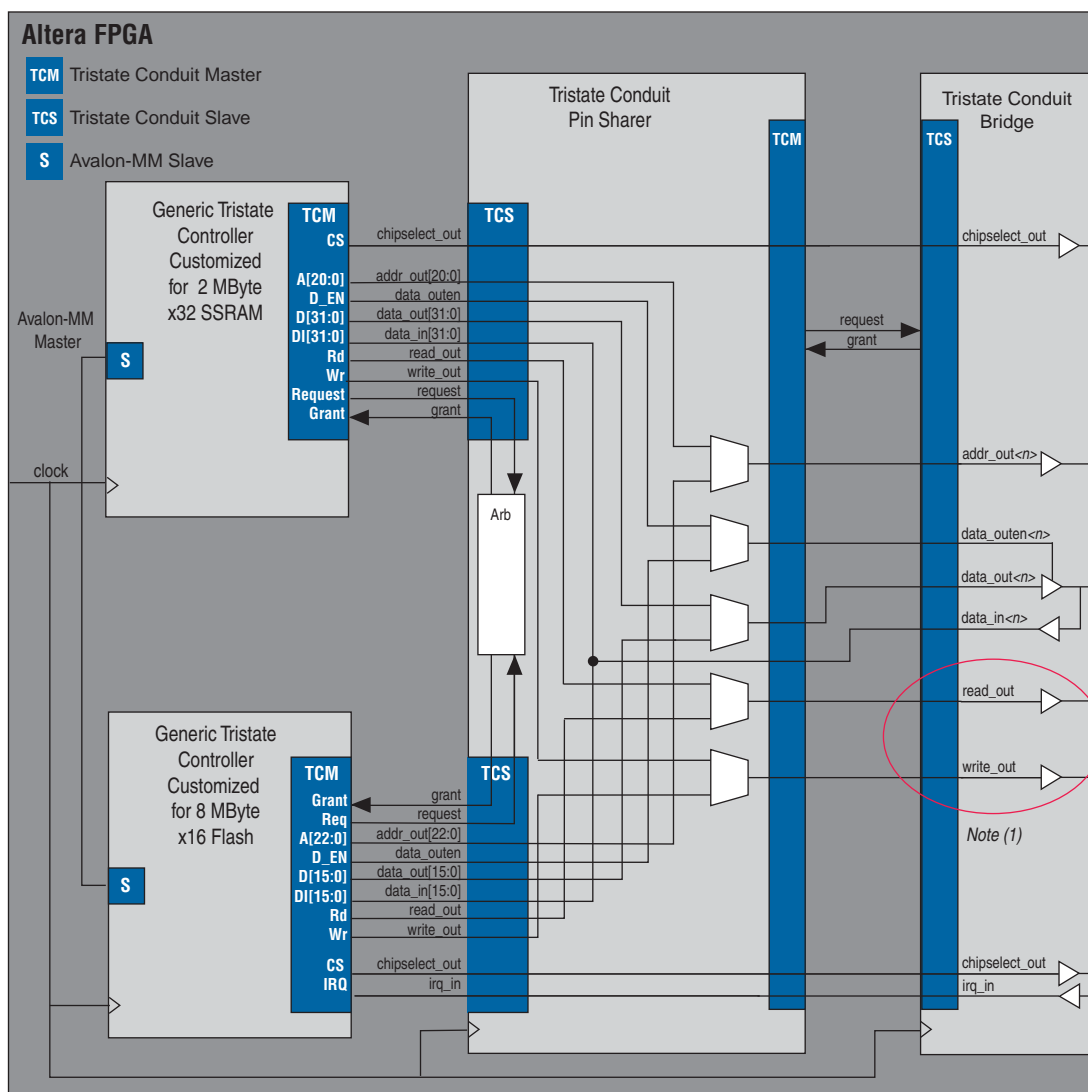 Altera FPGA
TCM Tristate Conduit Master
TCS Tristate Conduit Slave
S Avalon-MM Slave
Generic Tristate
Controller
Customized
for 2 MByte
x32 SSRAM
Avalon-MM
Master
S
clock
TCM
CS
A[20:0]
D_EN
D[31:0]
DI[31:0]
Rd
Wr
Request
Grant
chipselect_out
addr_out[20:0]
data_outen
data_out[31:0]
data_in[31:0]
read_out
write_out
request
grant
Tristate Conduit
Pin Sharer
TCS
Arb
TCM
request
grant
Generic Tristate
Controller
Customized
for 8 MByte
x16 Flash
S
TCM
Grant
Req
A[22:0]
D_EN
D[15:0]
DI[15:0]
Rd
Wr
CS
IRQ
grant
request
addr_out[22:0]
data_outen
data_out[15:0]
data_in[15:0]
read_out
write_out
chipselect_out
irq_in
TCS
Tristate Conduit
Bridge
TCS
chipselect_out
addr_out<n>
data_outen<n>
data_out<n>
data_in<n>
read_out
write_out
Note (1)
chipselect_out
irq_in